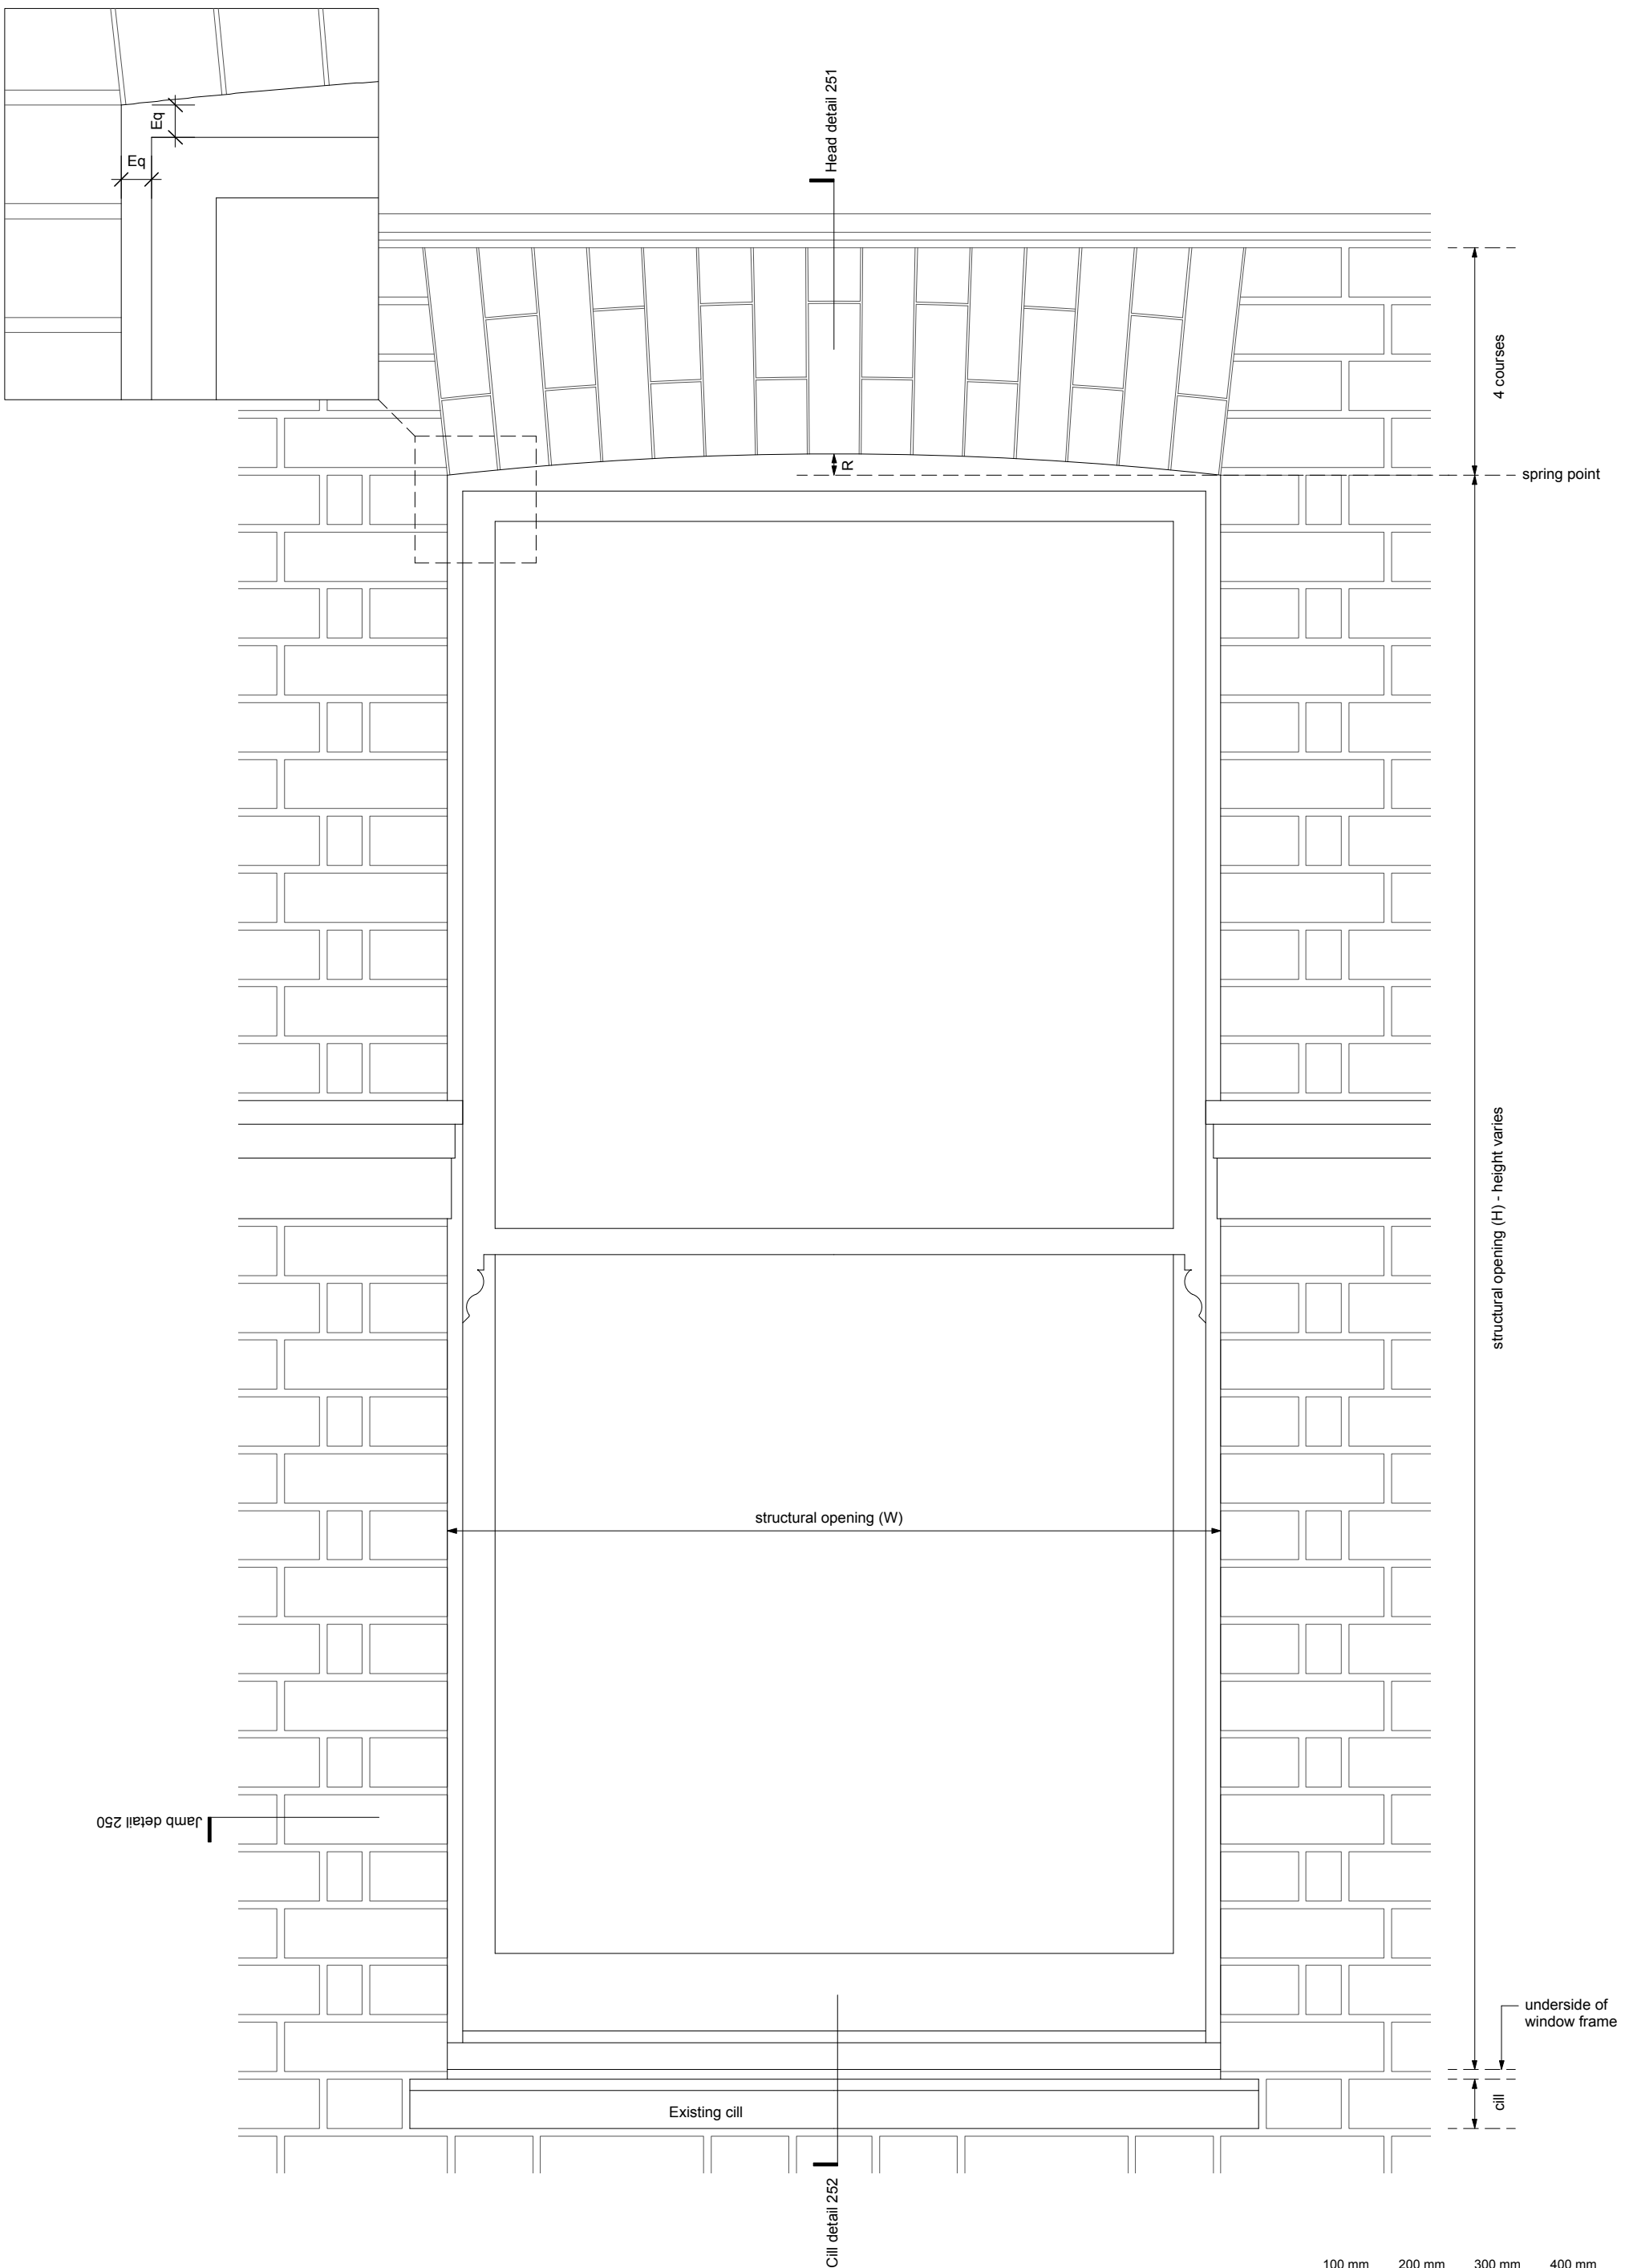 Eq
Eq
Head detail 251
4 courses
R
spring point
structural opening (H) - height varies
structural opening (W)
Jamb detail 250
underside of
window frame
cill
Existing cill
Cill detail 252
100 mm 200 mm 300 mm 400 mm